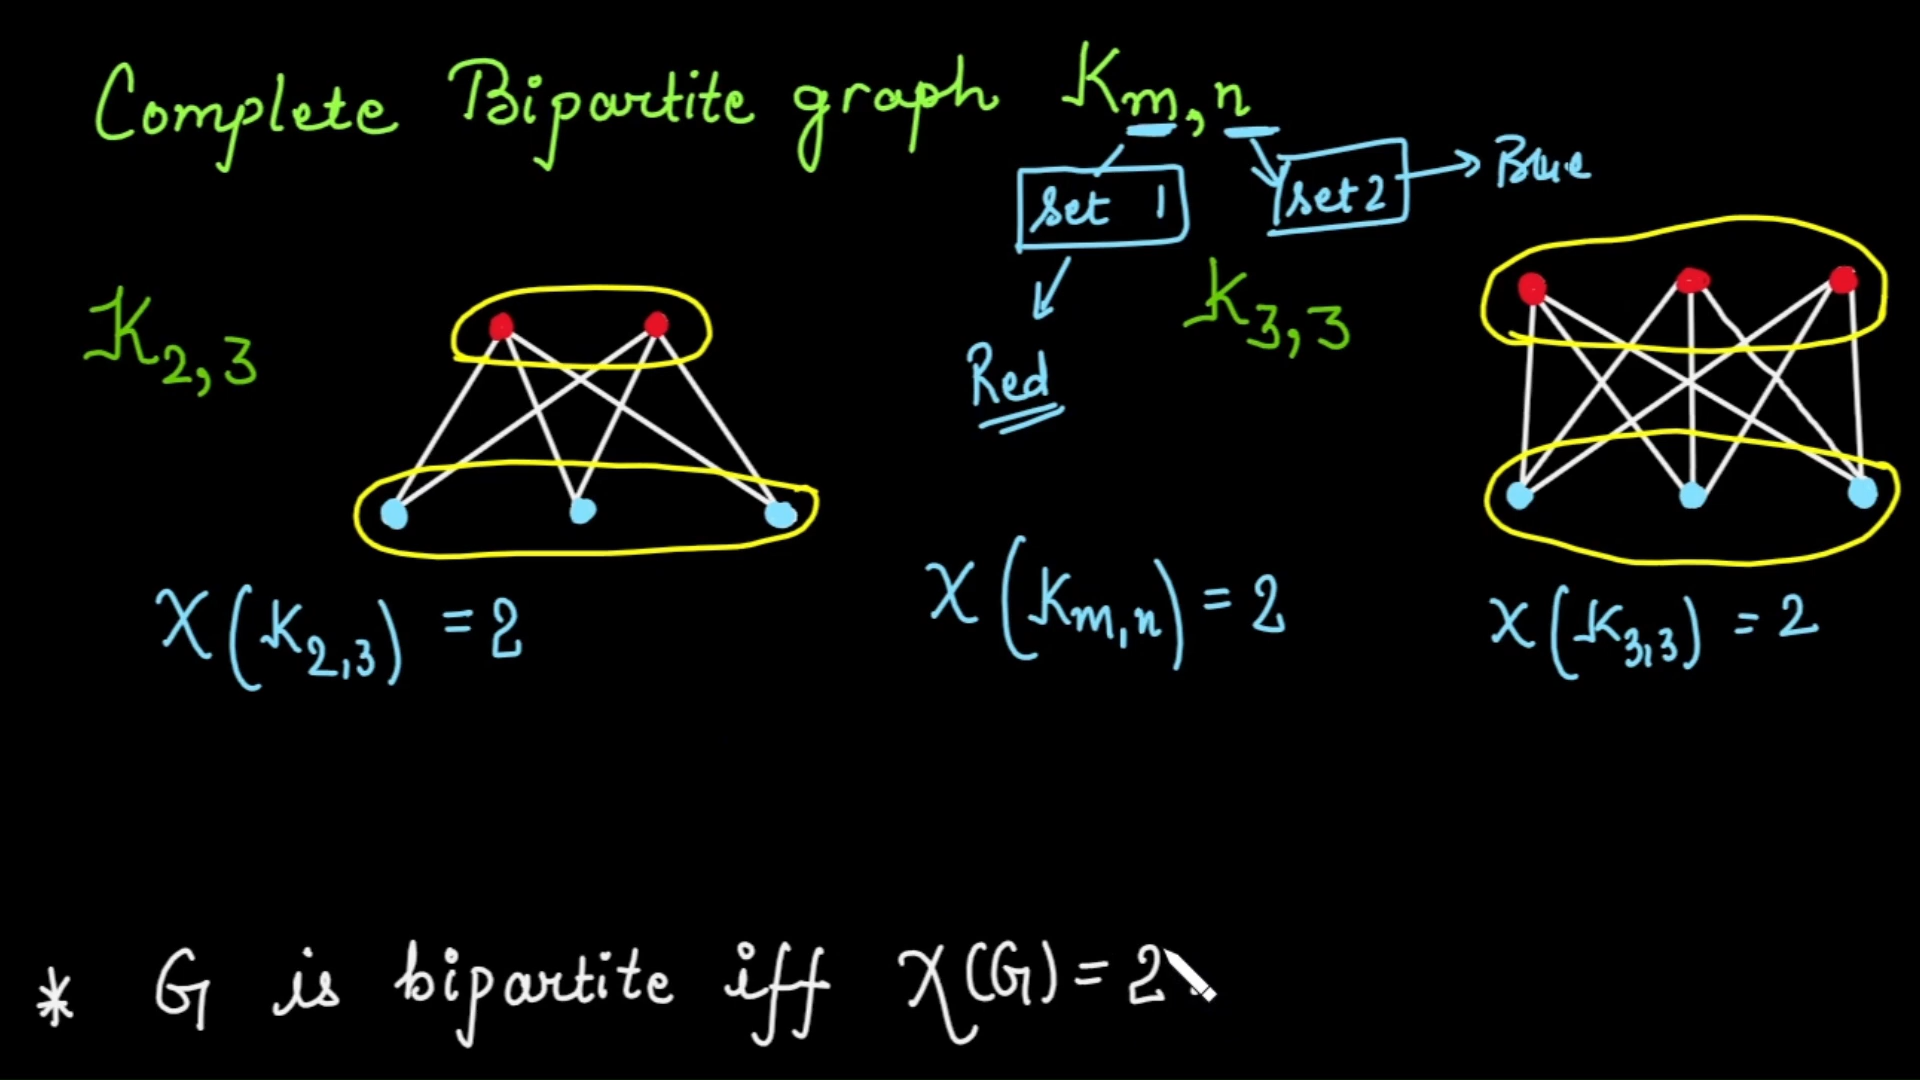 Complete Bipartite graph Km,n
set 1
set 2
Blue
Red
K2,3
K3,3
χ(K2,3) = 2
χ(Km,n) = 2
χ(K3,3) = 2
* G is bipartite iff χ(G) = 2